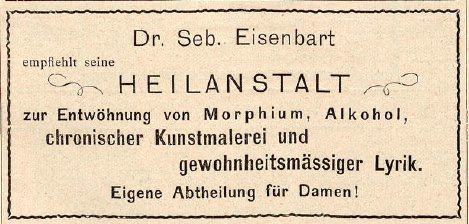 Dr. Seb. Eisenbart
empfiehlt seine
HEILANSTALT
zur Entwöhnung von Morphium, Alkohol,
chronischer Kunstmalerei und
gewohnheitsmässiger Lyrik.
Eigene Abtheilung für Damen!